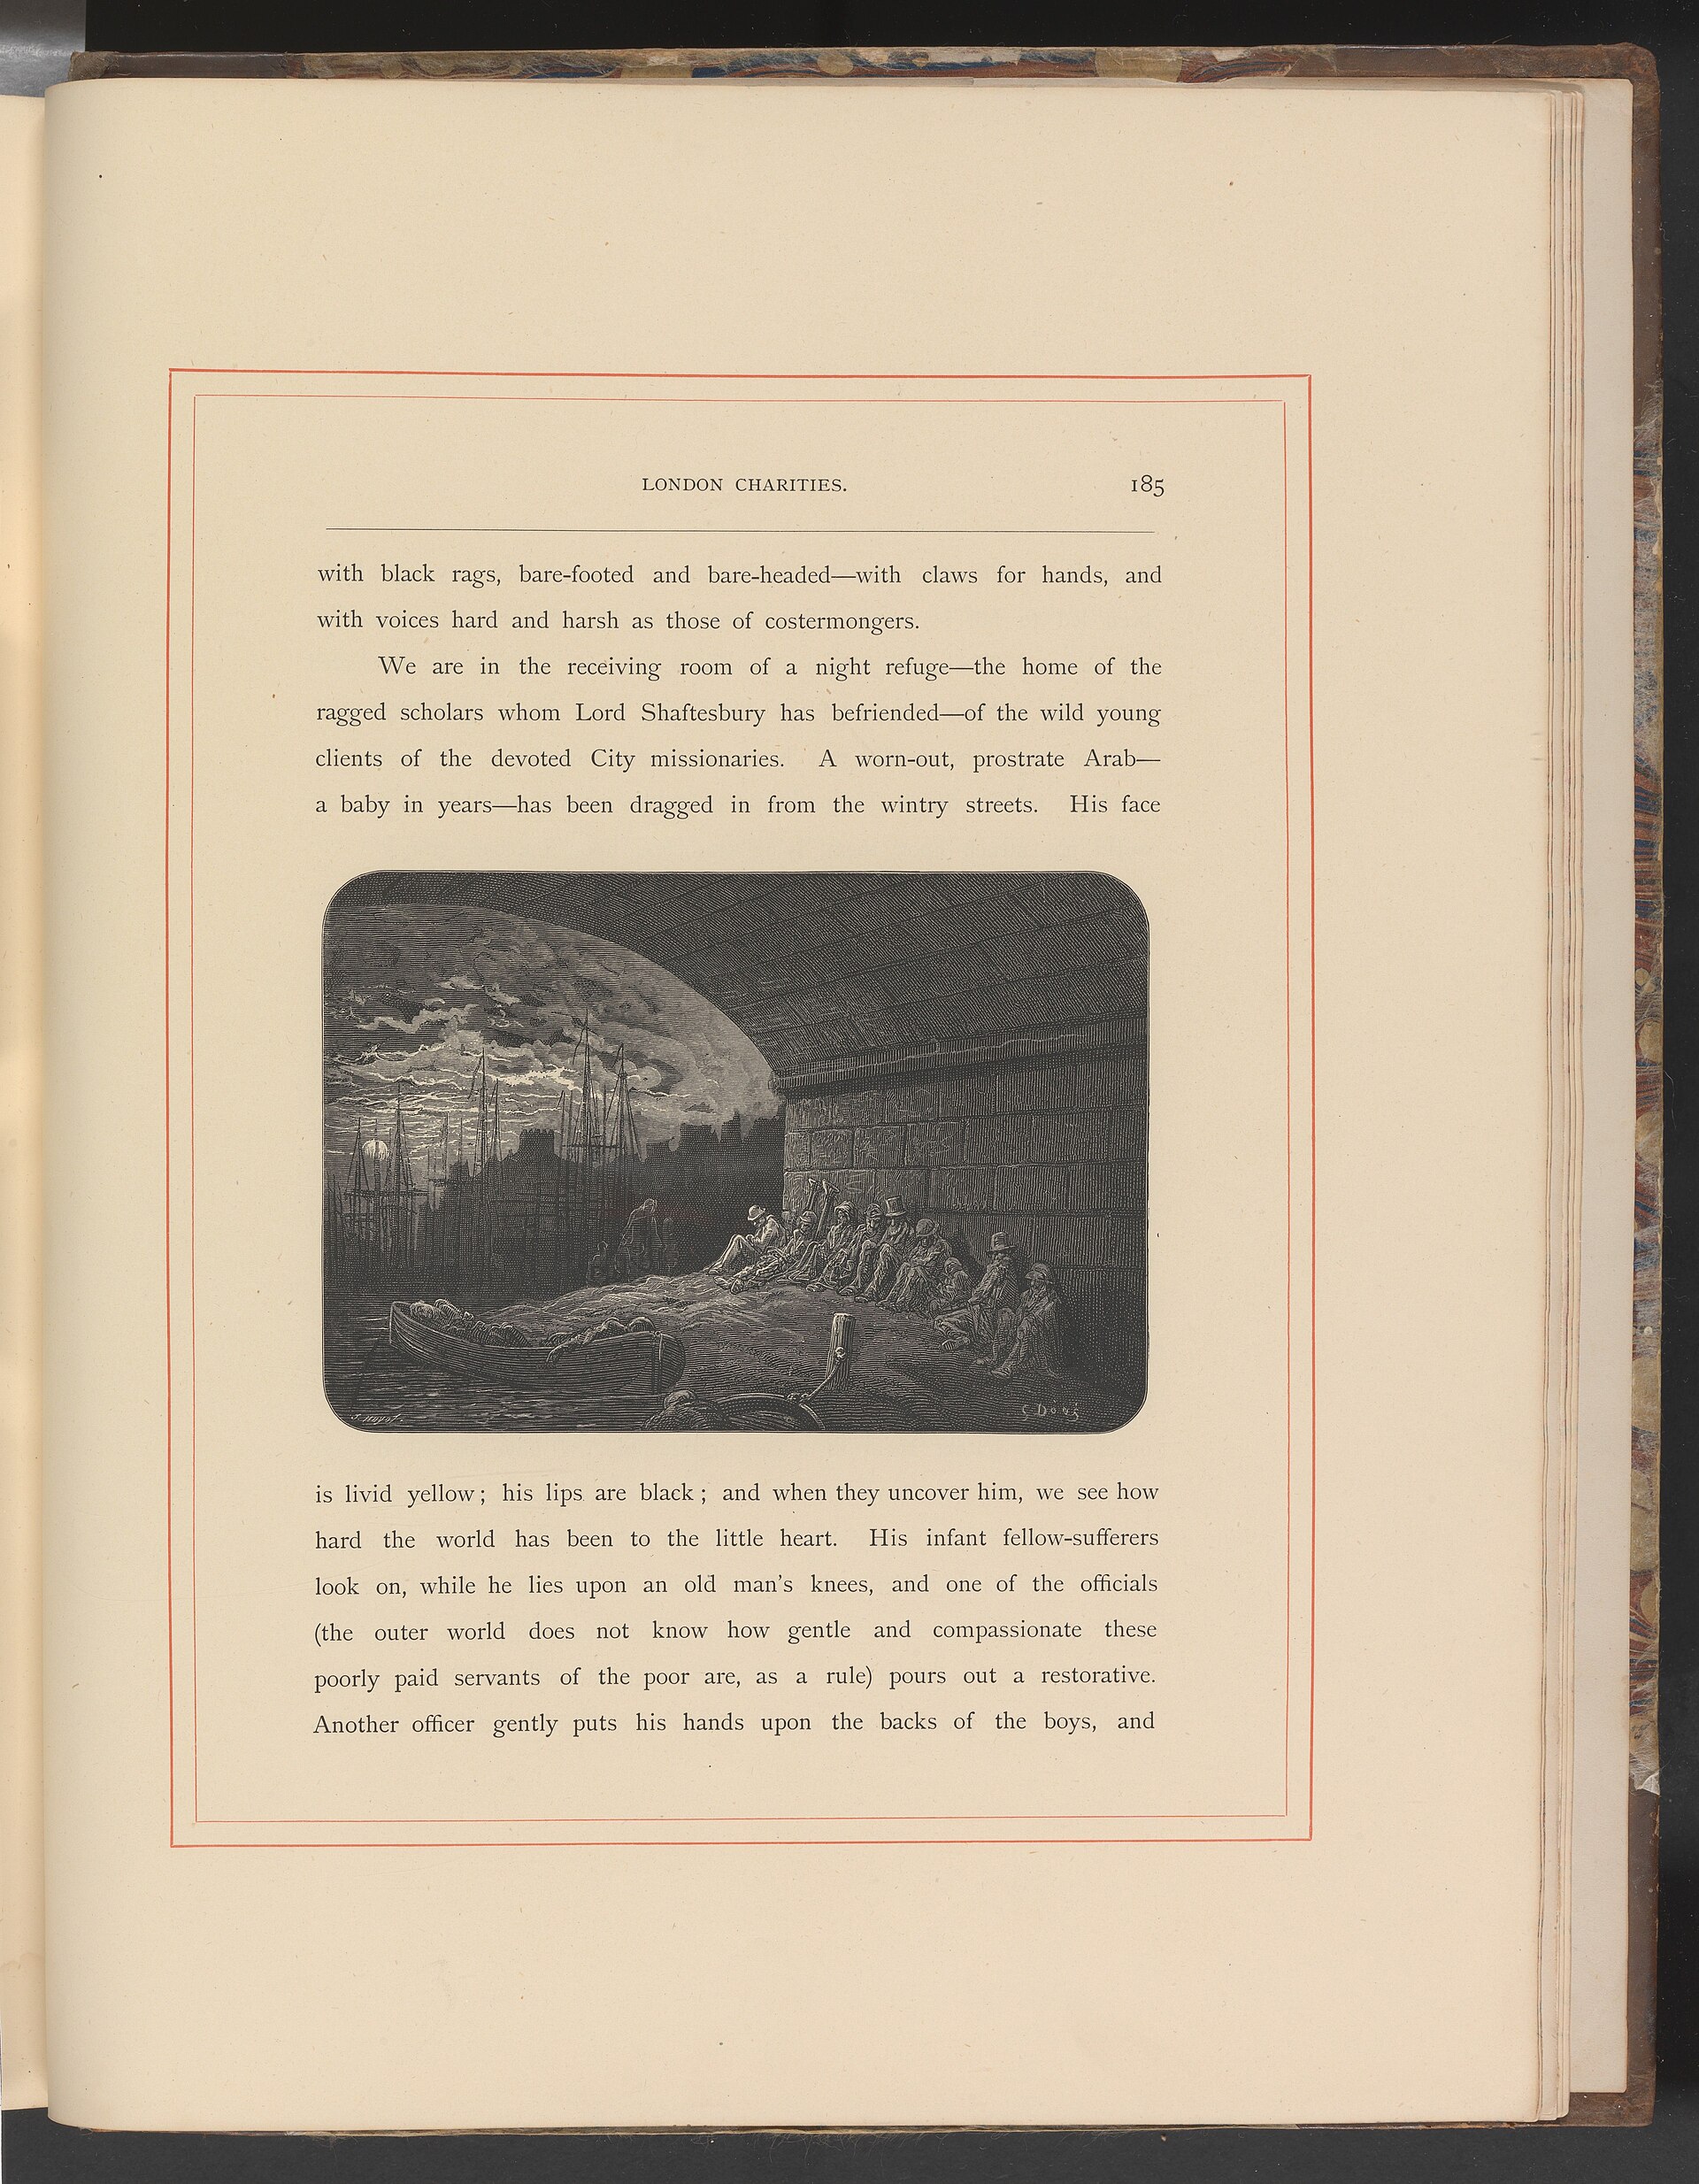 LONDON CHARITIES. 185
with black rags, bare-footed and bare-headed—with claws for hands, and
with voices hard and harsh as those of costermongers.
We are in the receiving room of a night refuge—the home of the
ragged scholars whom Lord Shaftesbury has befriended—of the wild young
clients of the devoted City missionaries. A worn-out, prostrate Arab—
a baby in years—has been dragged in from the wintry streets. His face
G Doré
is livid yellow; his lips are black; and when they uncover him, we see how
hard the world has been to the little heart. His infant fellow-sufferers
look on, while he lies upon an old man's knees, and one of the officials
(the outer world does not know how gentle and compassionate these
poorly paid servants of the poor are, as a rule) pours out a restorative.
Another officer gently puts his hands upon the backs of the boys, and